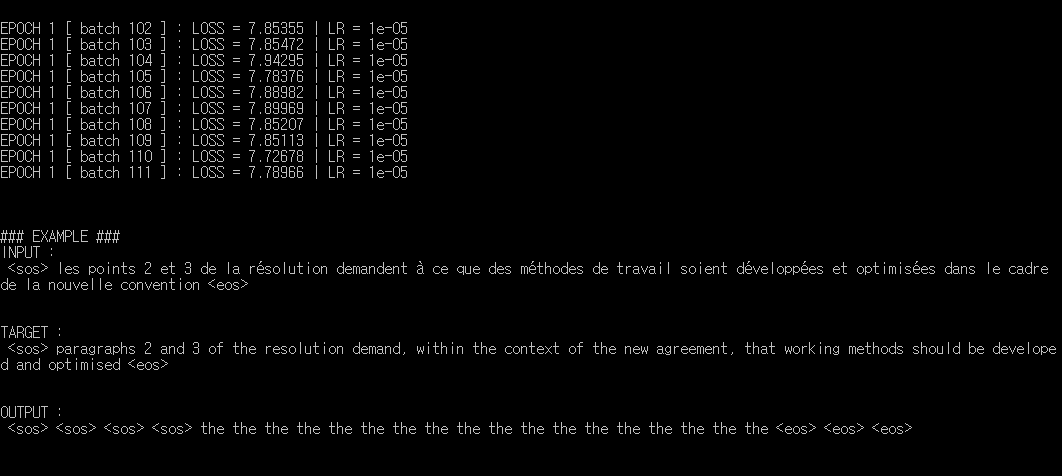 EPOCH 1 [ batch 102 ] : LOSS = 7.85355 | LR = 1e-05
EPOCH 1 [ batch 103 ] : LOSS = 7.85472 | LR = 1e-05
EPOCH 1 [ batch 104 ] : LOSS = 7.94295 | LR = 1e-05
EPOCH 1 [ batch 105 ] : LOSS = 7.78376 | LR = 1e-05
EPOCH 1 [ batch 106 ] : LOSS = 7.88982 | LR = 1e-05
EPOCH 1 [ batch 107 ] : LOSS = 7.89969 | LR = 1e-05
EPOCH 1 [ batch 108 ] : LOSS = 7.85207 | LR = 1e-05
EPOCH 1 [ batch 109 ] : LOSS = 7.85113 | LR = 1e-05
EPOCH 1 [ batch 110 ] : LOSS = 7.72678 | LR = 1e-05
EPOCH 1 [ batch 111 ] : LOSS = 7.78966 | LR = 1e-05
### EXAMPLE ###
INPUT :
<sos> les points 2 et 3 de la résolution demandent à ce que des méthodes de travail soient développées et optimisées dans le cadre
de la nouvelle convention <eos>
TARGET :
<sos> paragraphs 2 and 3 of the resolution demand, within the context of the new agreement, that working methods should be develope
d and optimised <eos>
OUTPUT :
<sos> <sos> <sos> <sos> the the the the the the the the the the the the the the the the the the <eos> <eos> <eos>